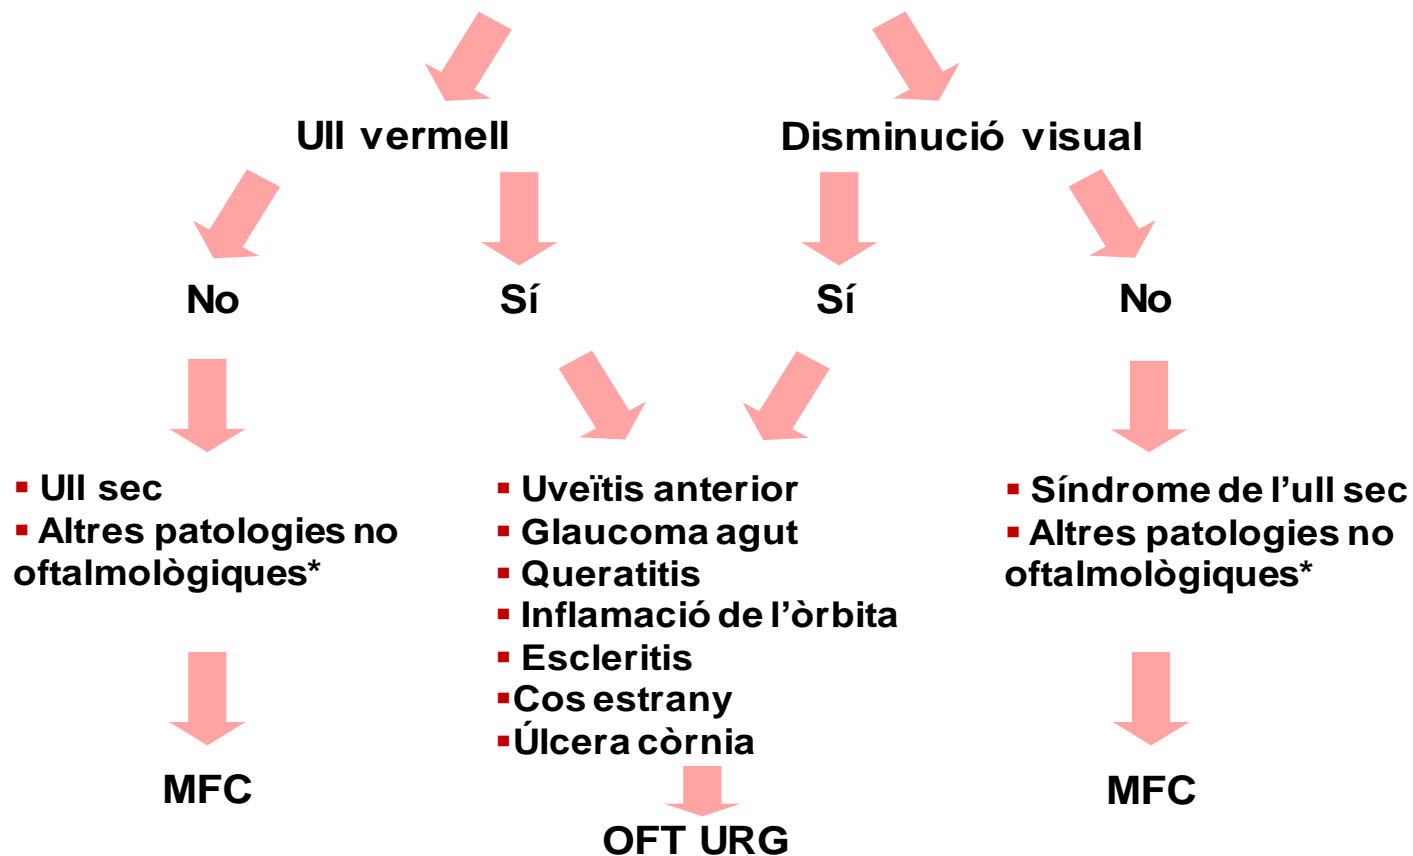 Ull vermell
Disminució visual
No
Sí
Sí
No
▪ Ull sec
▪ Altres patologies no
oftalmològiques*
▪ Uveïtis anterior
▪ Glaucoma agut
▪ Queratitis
▪ Inflamació de l’òrbita
▪ Escleritis
▪Cos estrany
▪Úlcera còrnia
▪ Síndrome de l’ull sec
▪ Altres patologies no
oftalmològiques*
MFC
OFT URG
MFC